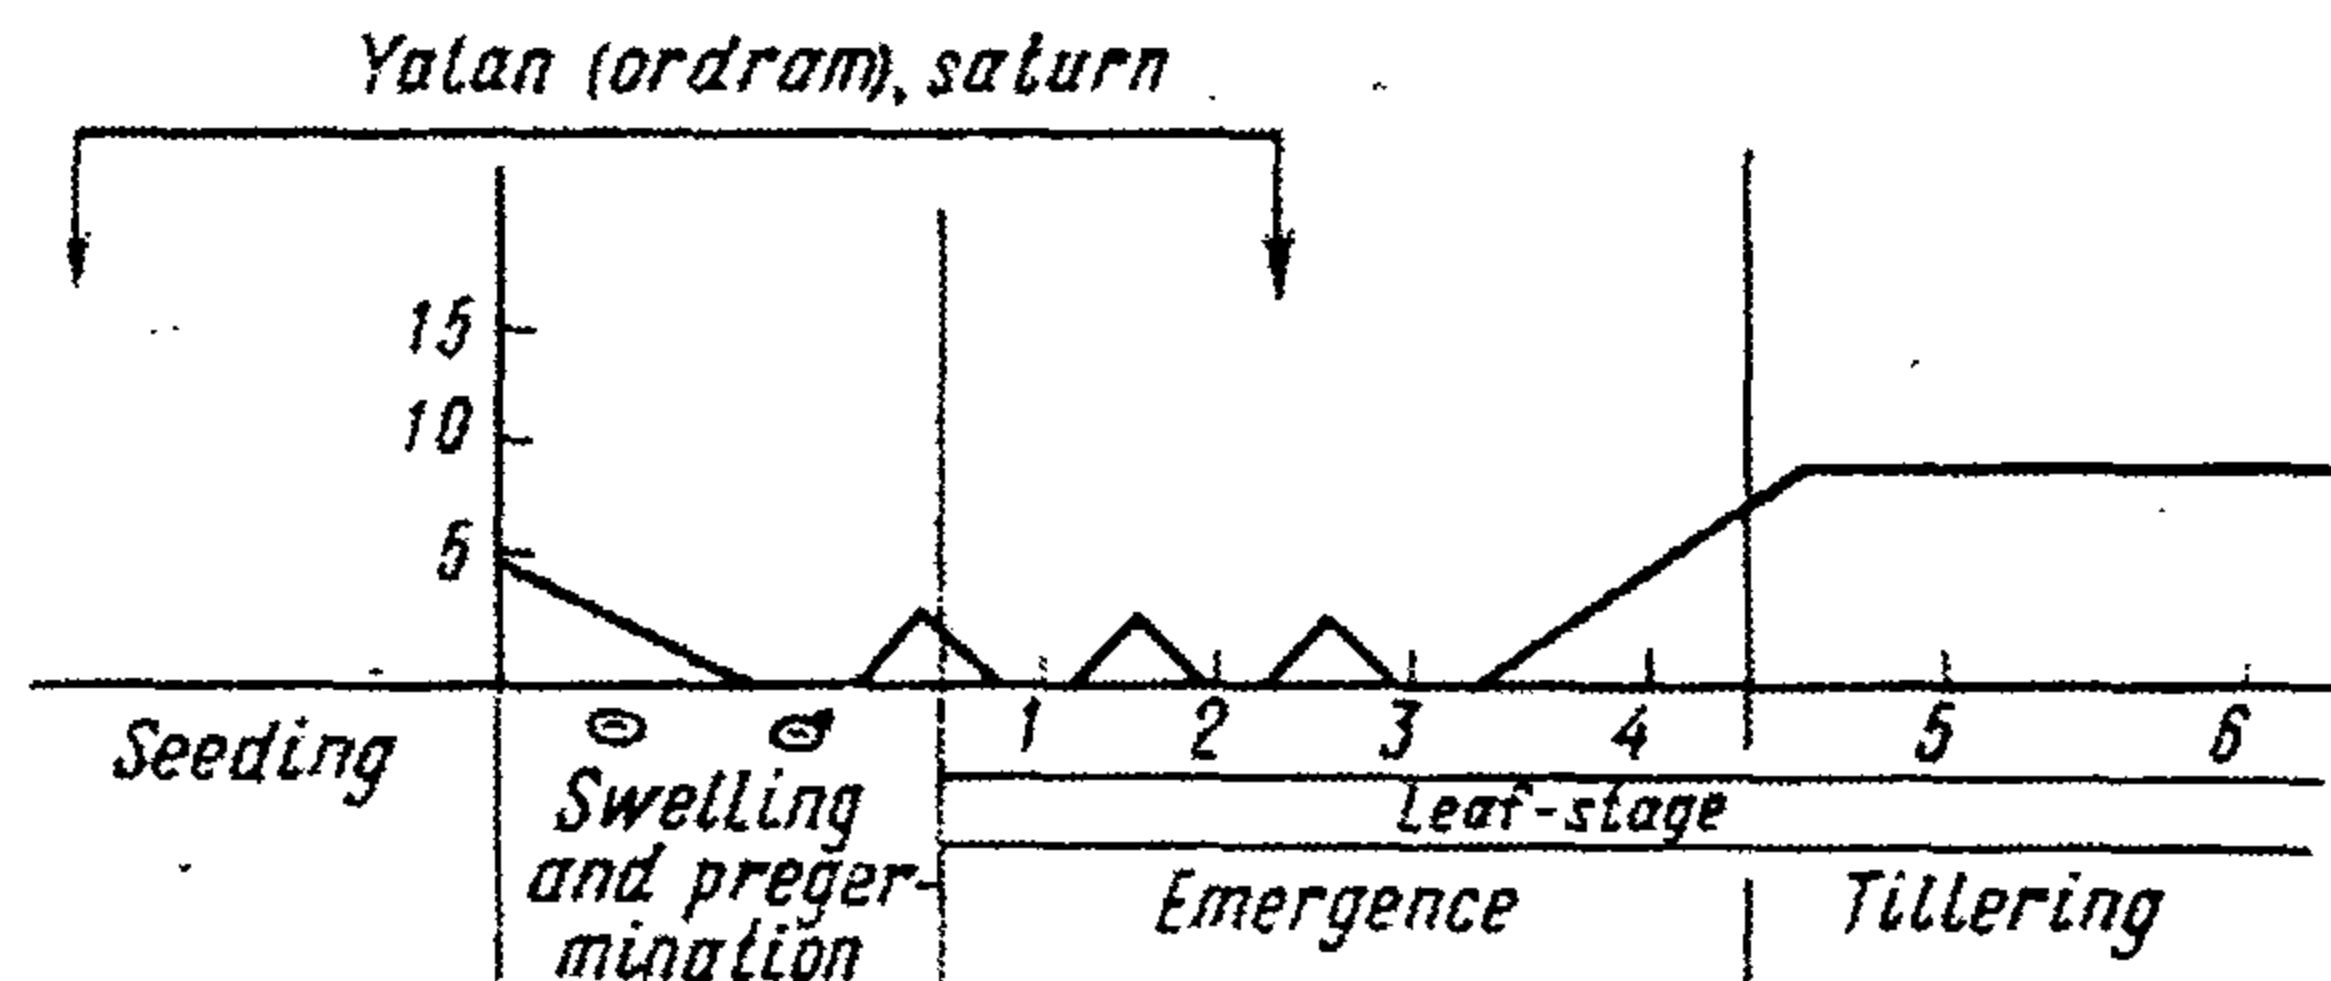 Yalan (ordram), saturn
15
10
5
1 2 3 4 5 6
Seeding
Swelling
and preger-
mination
Leaf-stage
Emergence
Tillering